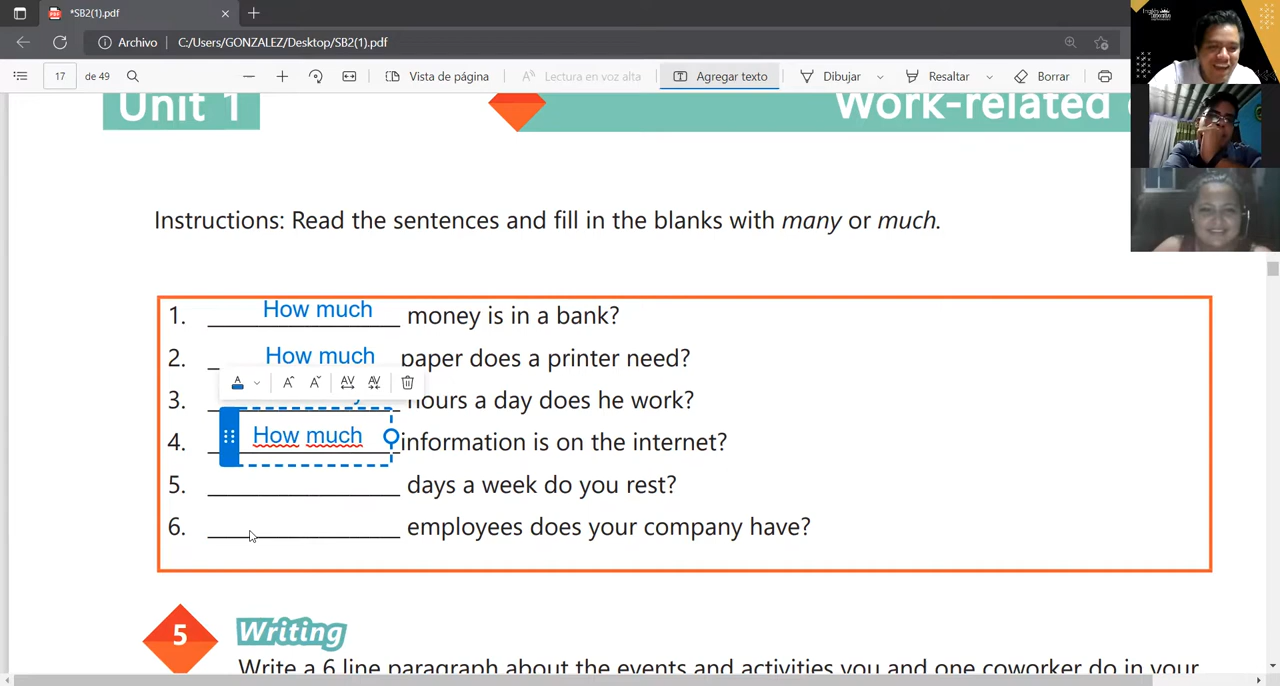 *SB2(1).pdf
Archivo C:/Users/GONZALEZ/Desktop/SB2(1).pdf
17 de 49 Vista de página Lectura en voz alta Agregar texto Dibujar Resaltar Borrar
Unit 1 Work-related
Instructions: Read the sentences and fill in the blanks with many or much.
1. How much money is in a bank?
2. How much paper does a printer need?
3. hours a day does he work?
4. How much information is on the internet?
5. days a week do you rest?
6. employees does your company have?
5 Writing
Write a 6 line paragraph about the events and activities you and one coworker do in your